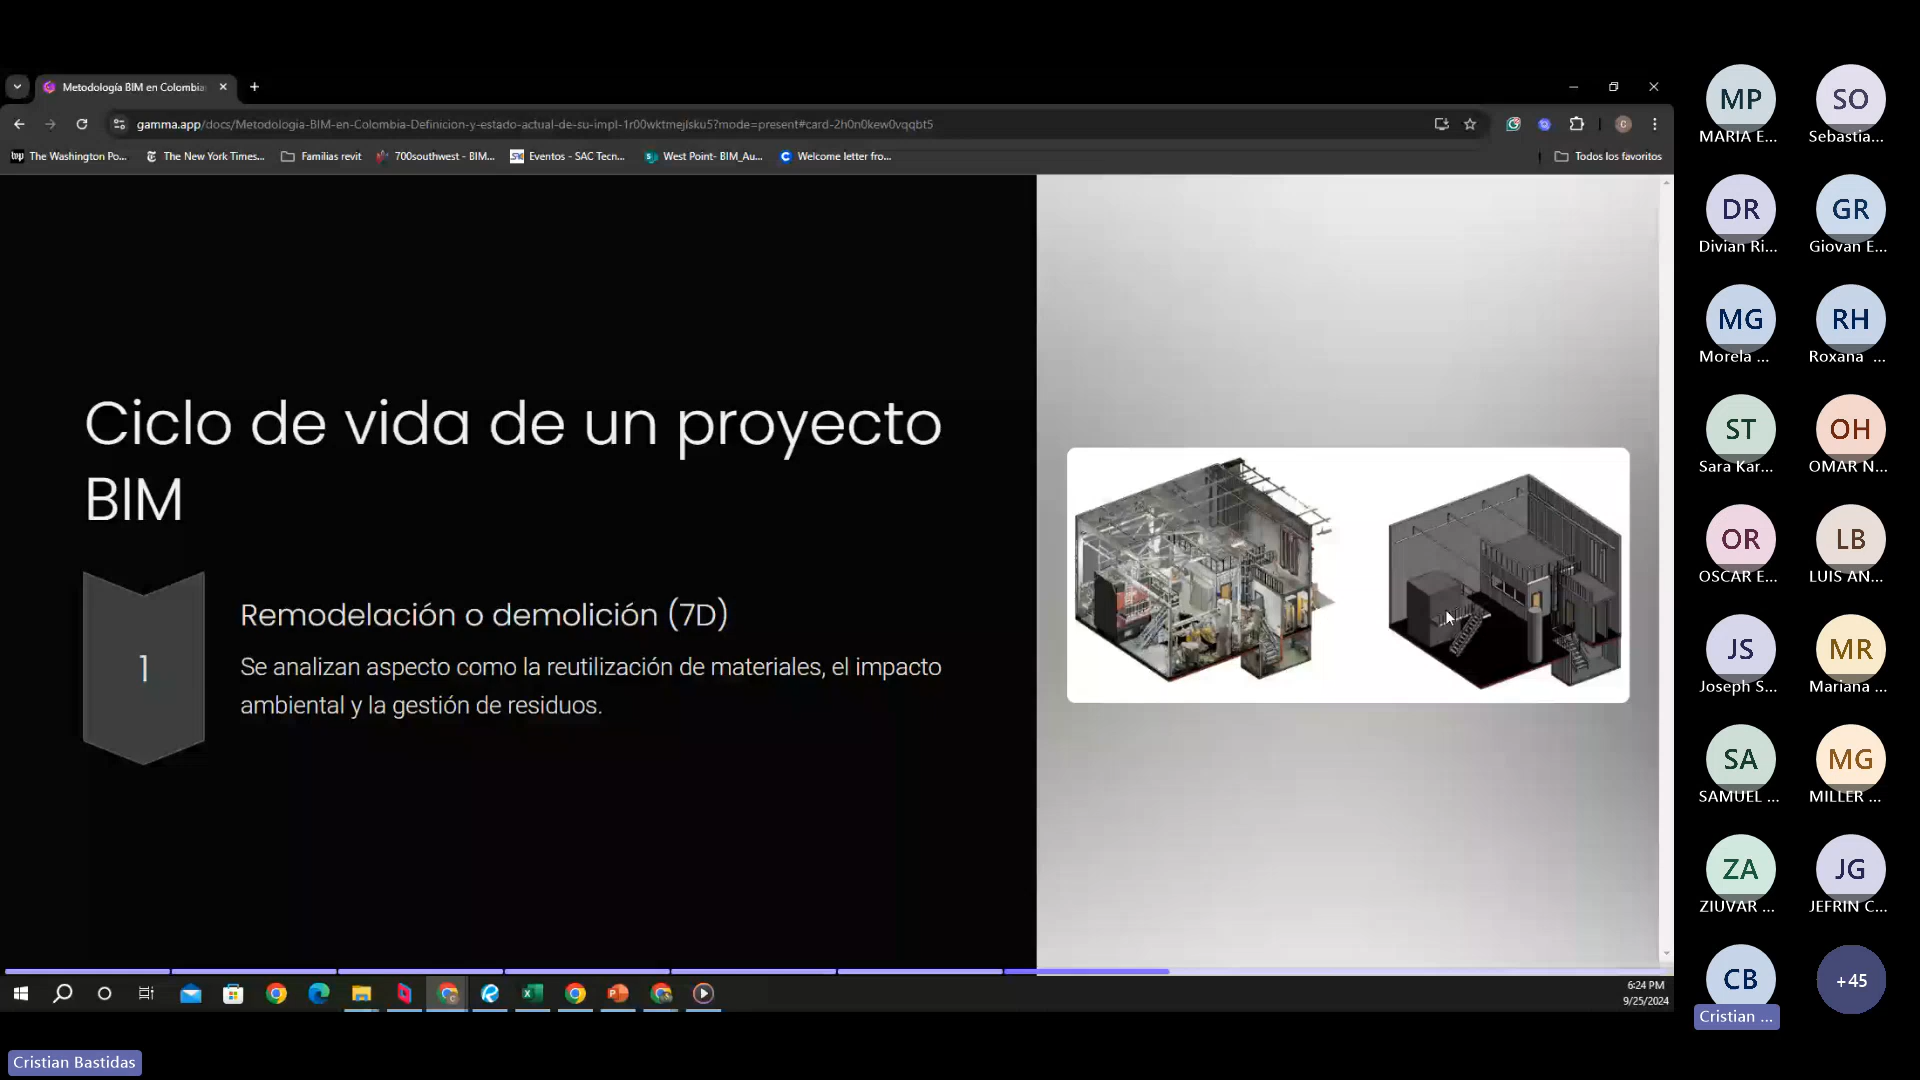 Metodología BIM en Colombia:
gamma.app/docs/Metodologia-BIM-en-Colombia-Definicion-y-estado-actual-de-su-impl-1r00wktmejlsku5?mode=present#card-2h0n0kew0vqqbt5
The Washington Po...
The New York Times...
Familias revit
700southwest - BIM...
Eventos - SAC Tecn...
West Point- BIM_Au...
Welcome letter fro...
Todos los favoritos
Ciclo de vida de un proyecto
BIM
1
Remodelación o demolición (7D)
Se analizan aspecto como la reutilización de materiales, el impacto
ambiental y la gestión de residuos.
6:24 PM
9/25/2024
Cristian Bastidas
MP
MARIA E...
SO
Sebastia...
DR
Divian Ri...
GR
Giovan E...
MG
Morela ...
RH
Roxana ...
ST
Sara Kar...
OH
OMAR N...
OR
OSCAR E...
LB
LUIS AN...
JS
Joseph S...
MR
Mariana ...
SA
SAMUEL ...
MG
MILLER ...
ZA
ZIUVAR ...
JG
JEFRIN C...
CB
Cristian ...
+45